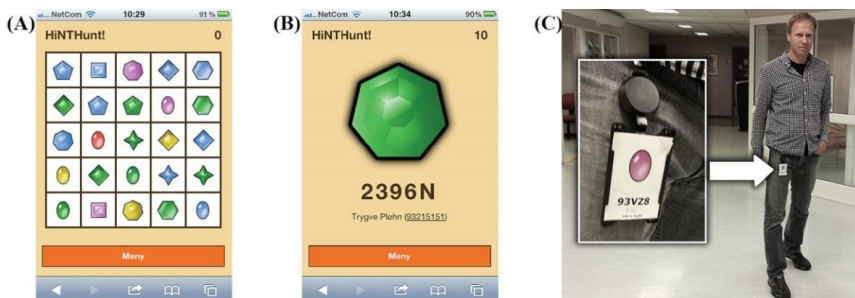 (A)
NetCom 10:29 91 %
HiNTHunt! 0
Meny
(B)
NetCom 10:34 90%
HiNTHunt! 10
2396N
Trygve Pløhn (93215151)
Meny
(C)
93VZ8